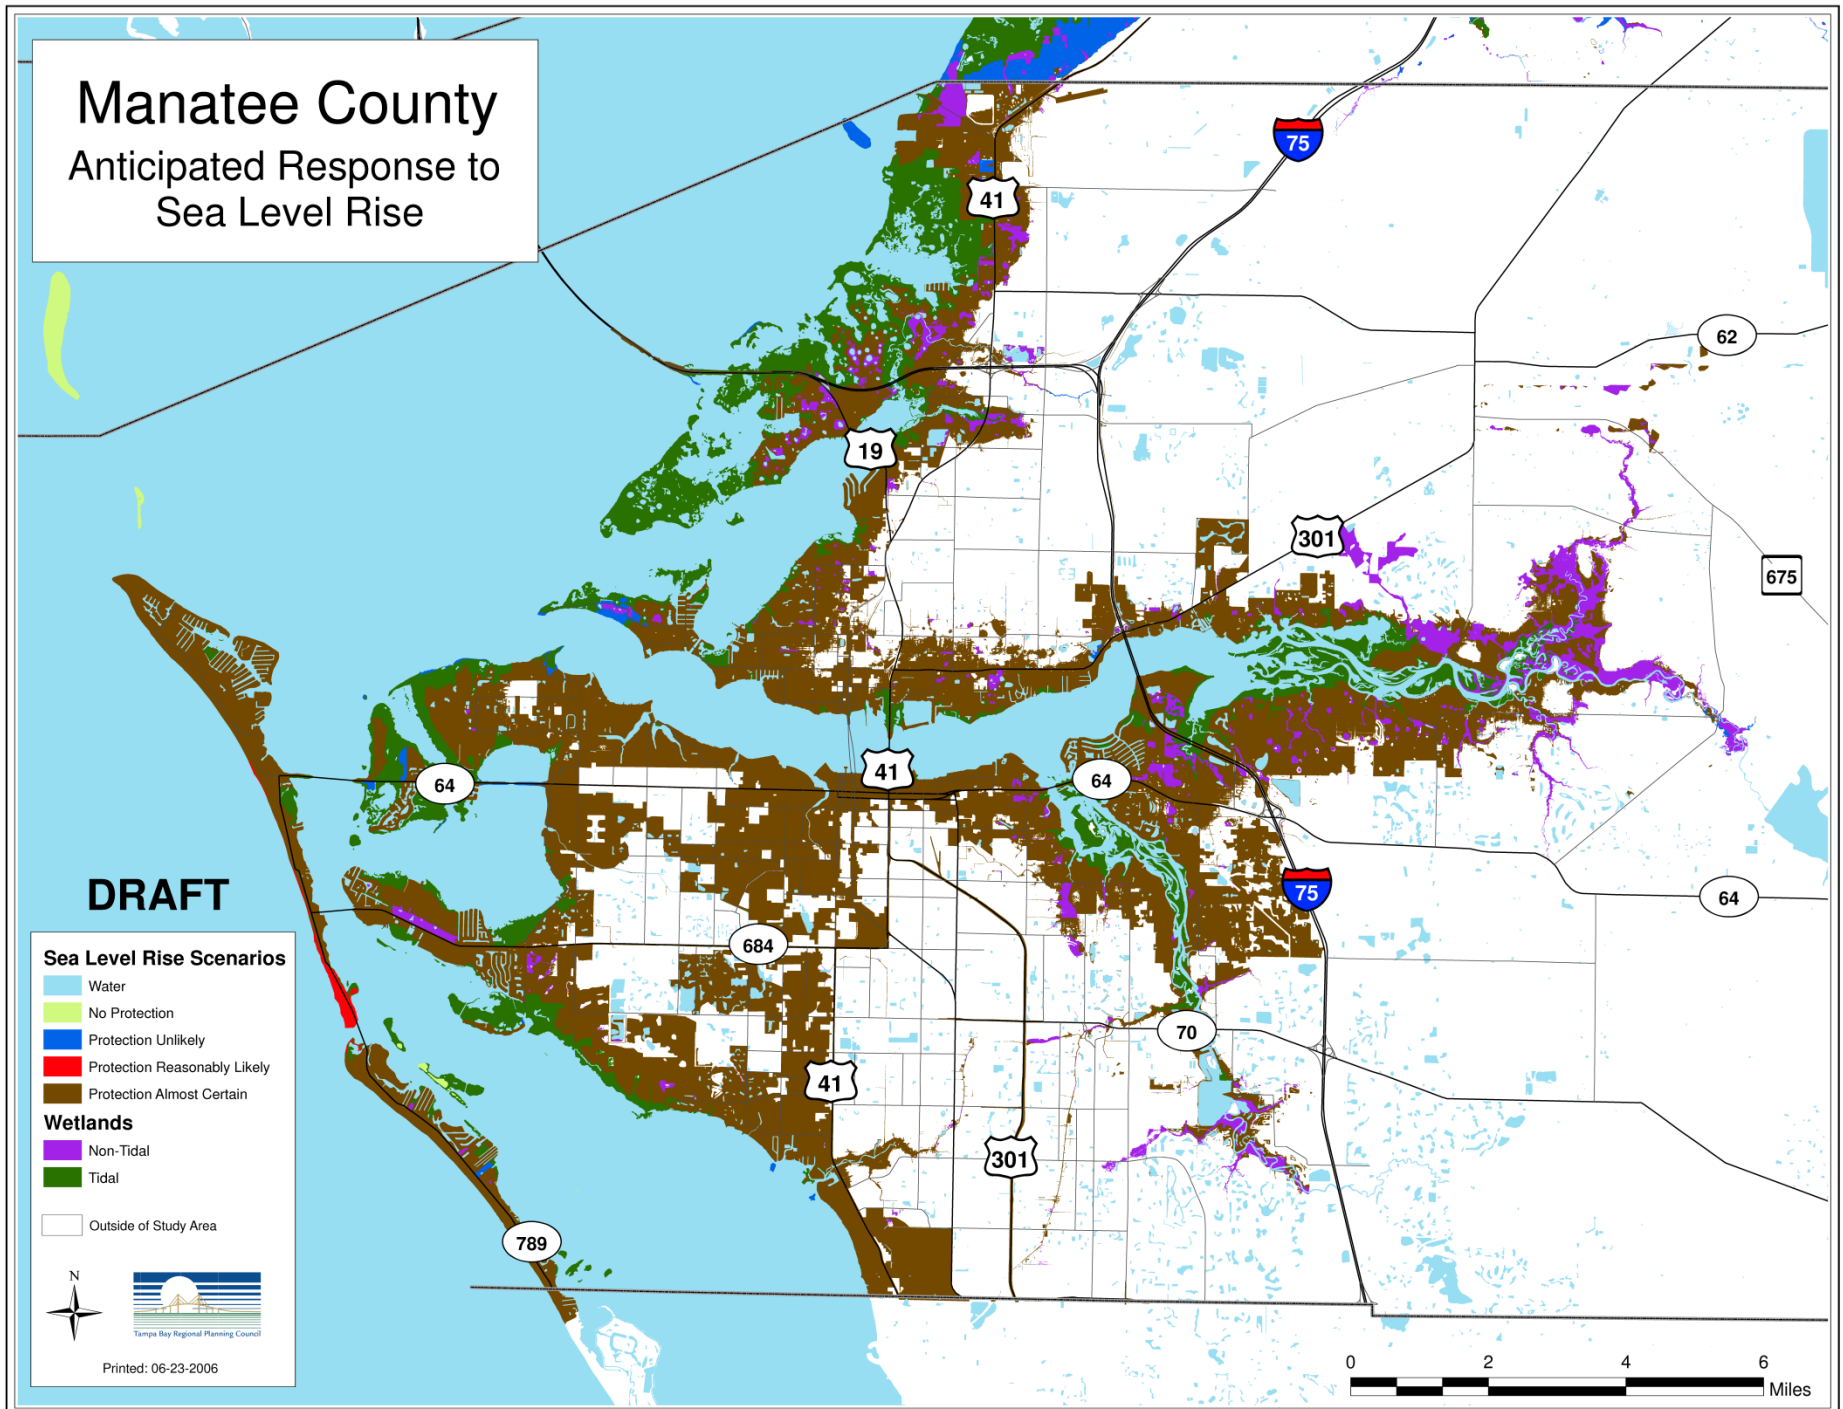 Manatee County
Anticipated Response to
Sea Level Rise
75
41
62
19
301
675
64
41
64
75
64
684
70
41
301
789
DRAFT
Sea Level Rise Scenarios
Water
No Protection
Protection Unlikely
Protection Reasonably Likely
Protection Almost Certain
Wetlands
Non-Tidal
Tidal
Outside of Study Area
N
Tampa Bay Regional Planning Council
Printed: 06-23-2006
0 2 4 6
Miles